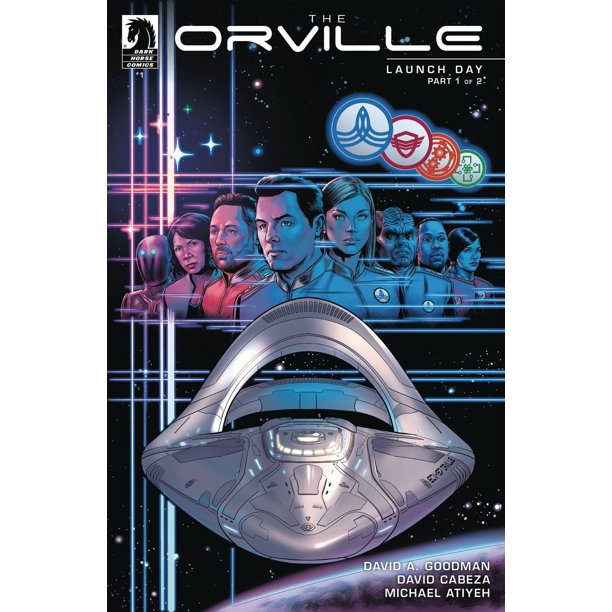 THE
ORVILLE
LAUNCH DAY
PART 1 OF 2
DARK
HORSE
COMICS
#1
DAVID A. GOODMAN
DAVID CABEZA
MICHAEL ATIYEH